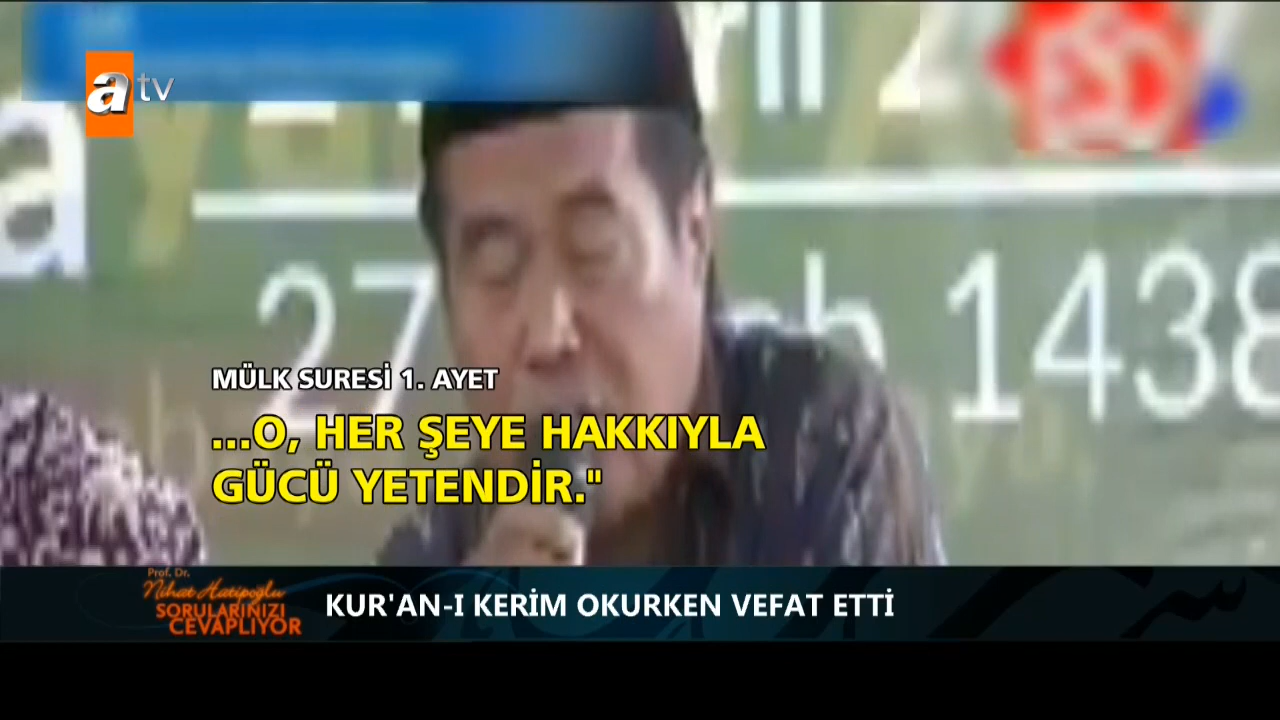 atv
27
1438
MÜLK SURESİ 1. AYET
...O, HER ŞEYE HAKKIYLA
GÜCÜ YETENDİR."
Prof. Dr.
Nihat Hatipoğlu
SORULARINIZI
CEVAPLIYOR
KUR'AN-I KERİM OKURKEN VEFAT ETTİ